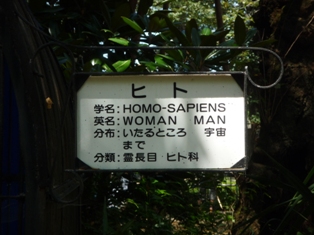 ヒト
学名：HOMO-SAPIENS
英名：WOMAN MAN
分布：いたるところ 宇宙
まで
分類：霊長目 ヒト科